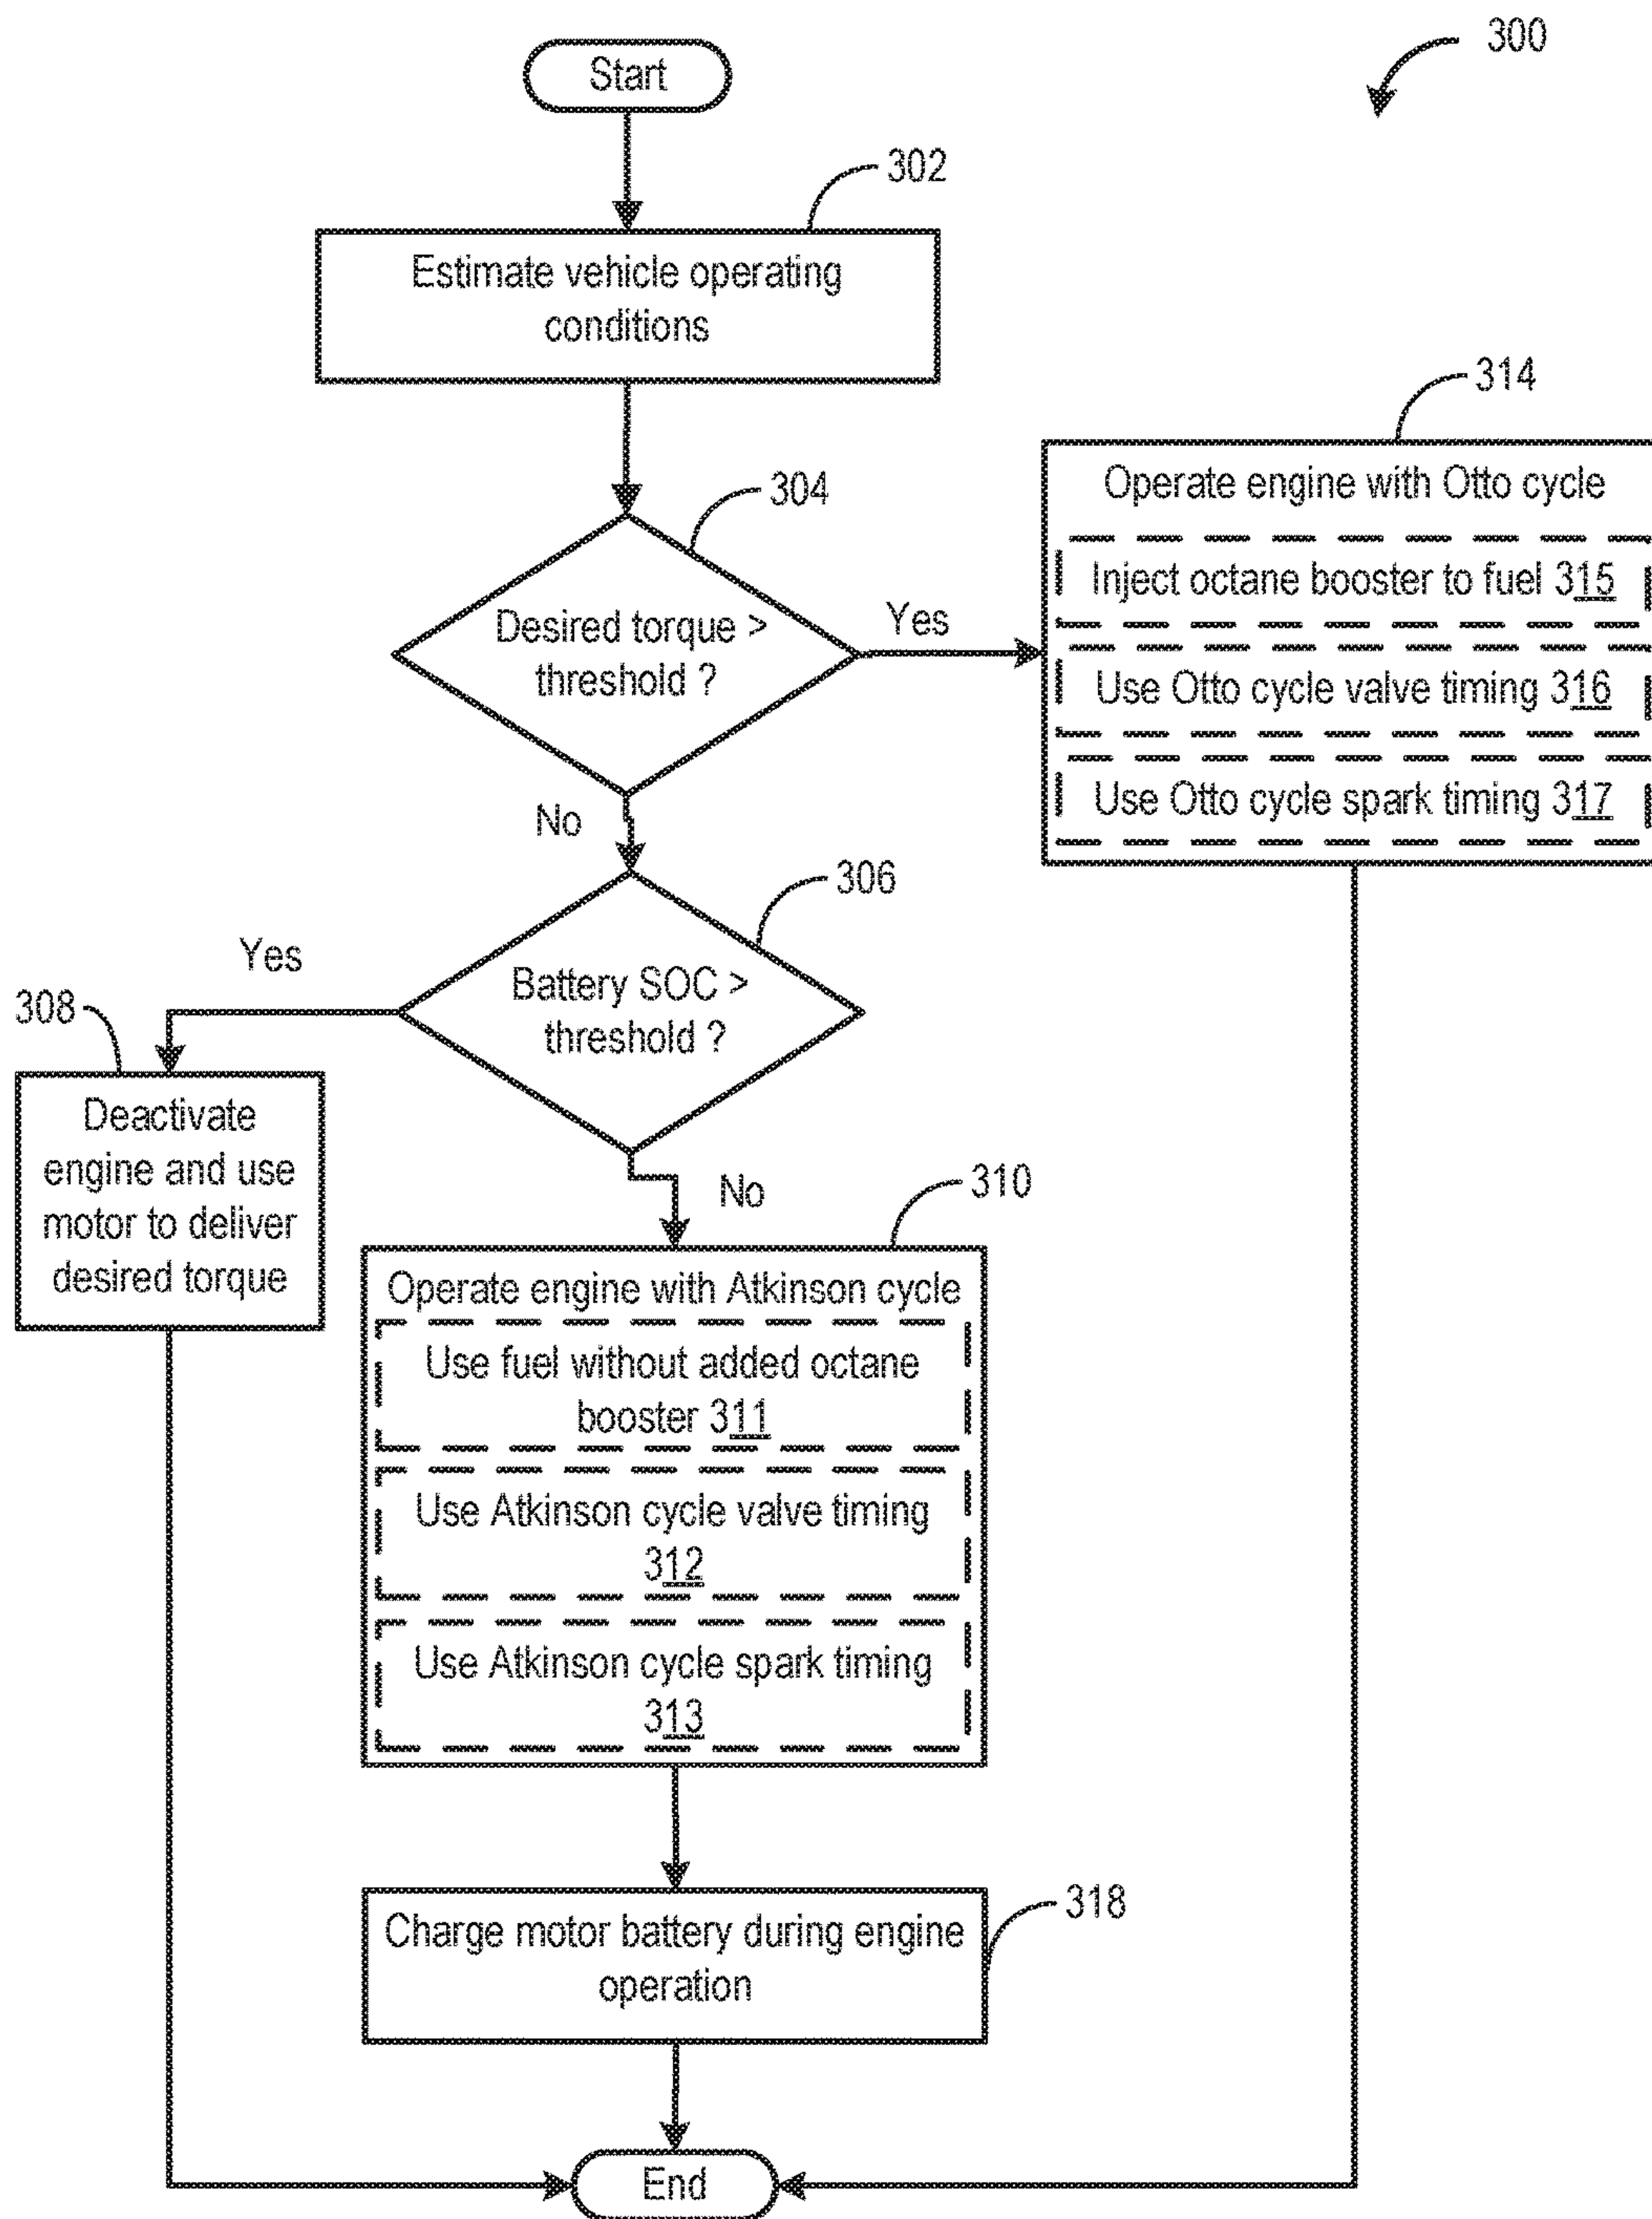 300
Start
302
Estimate vehicle operating
conditions
314
Operate engine with Otto cycle
Inject octane booster to fuel 315
Use Otto cycle valve timing 316
Use Otto cycle spark timing 317
304
Desired torque >
threshold ?
Yes
No
306
Battery SOC >
threshold ?
Yes
308
Deactivate
engine and use
motor to deliver
desired torque
No
310
Operate engine with Atkinson cycle
Use fuel without added octane
booster 311
Use Atkinson cycle valve timing
312
Use Atkinson cycle spark timing
313
318
Charge motor battery during engine
operation
End